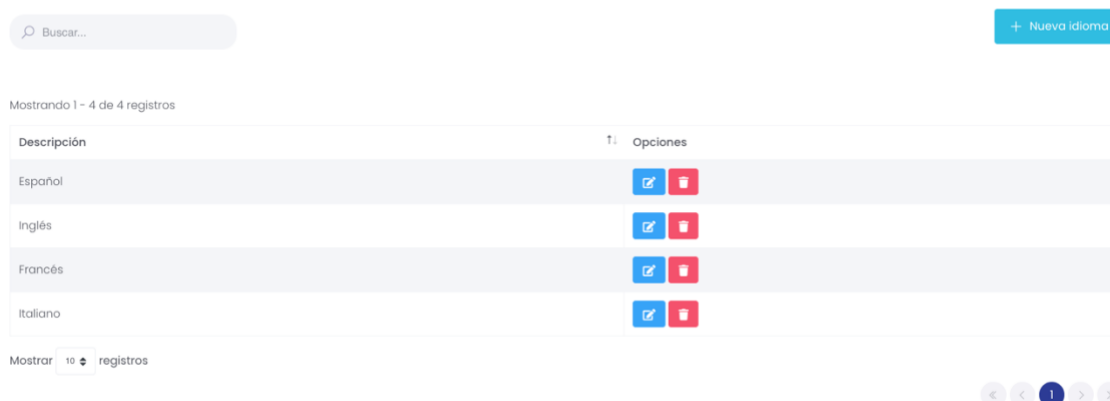 Buscar...
+ Nueva idioma
Mostrando 1 - 4 de 4 registros
Descripción ↑↓ Opciones
Español
Inglés
Francés
Italiano
Mostrar 10 registros
« < 1 > »